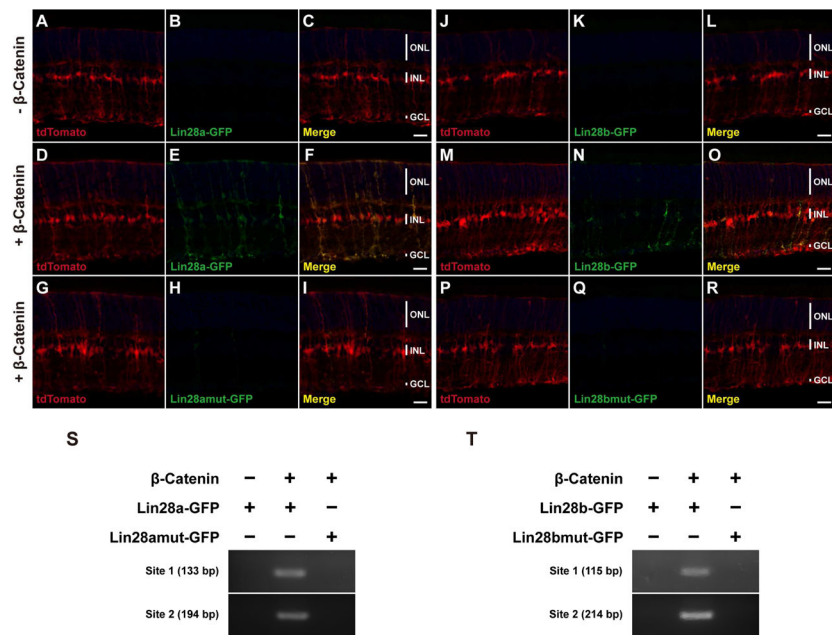 A B C J K L
ONL ONL
INL INL
GCL GCL
- β-Catenin
tdTomato Lin28a-GFP Merge tdTomato Lin28b-GFP Merge
D E F M N O
ONL ONL
INL INL
GCL GCL
+ β-Catenin
tdTomato Lin28a-GFP Merge tdTomato Lin28b-GFP Merge
G H I P Q R
ONL ONL
INL INL
GCL GCL
+ β-Catenin
tdTomato Lin28amut-GFP Merge tdTomato Lin28bmut-GFP Merge
S
β-Catenin − + +
Lin28a-GFP + + −
Lin28amut-GFP − − +
Site 1 (133 bp)
Site 2 (194 bp)
T
β-Catenin − + +
Lin28b-GFP + + −
Lin28bmut-GFP − − +
Site 1 (115 bp)
Site 2 (214 bp)